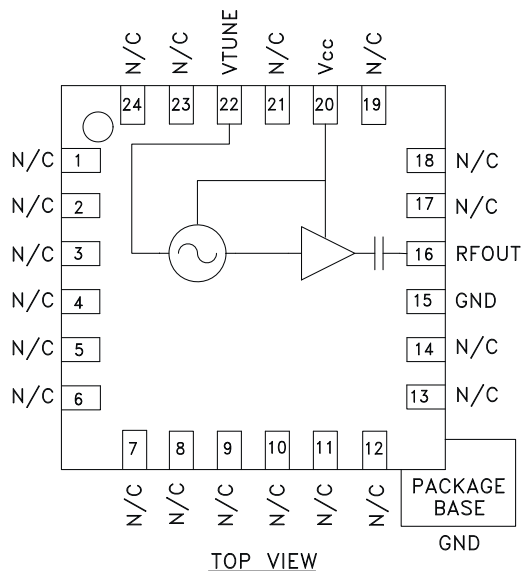 N/C N/C VTUNE N/C Vcc N/C
24 23 22 21 20 19
N/C 1 18 N/C
N/C 2 17 N/C
N/C 3 16 RFOUT
N/C 4 15 GND
N/C 5 14 N/C
N/C 6 13 N/C
7 8 9 10 11 12
N/C N/C N/C N/C N/C N/C
PACKAGE
BASE
GND
TOP VIEW